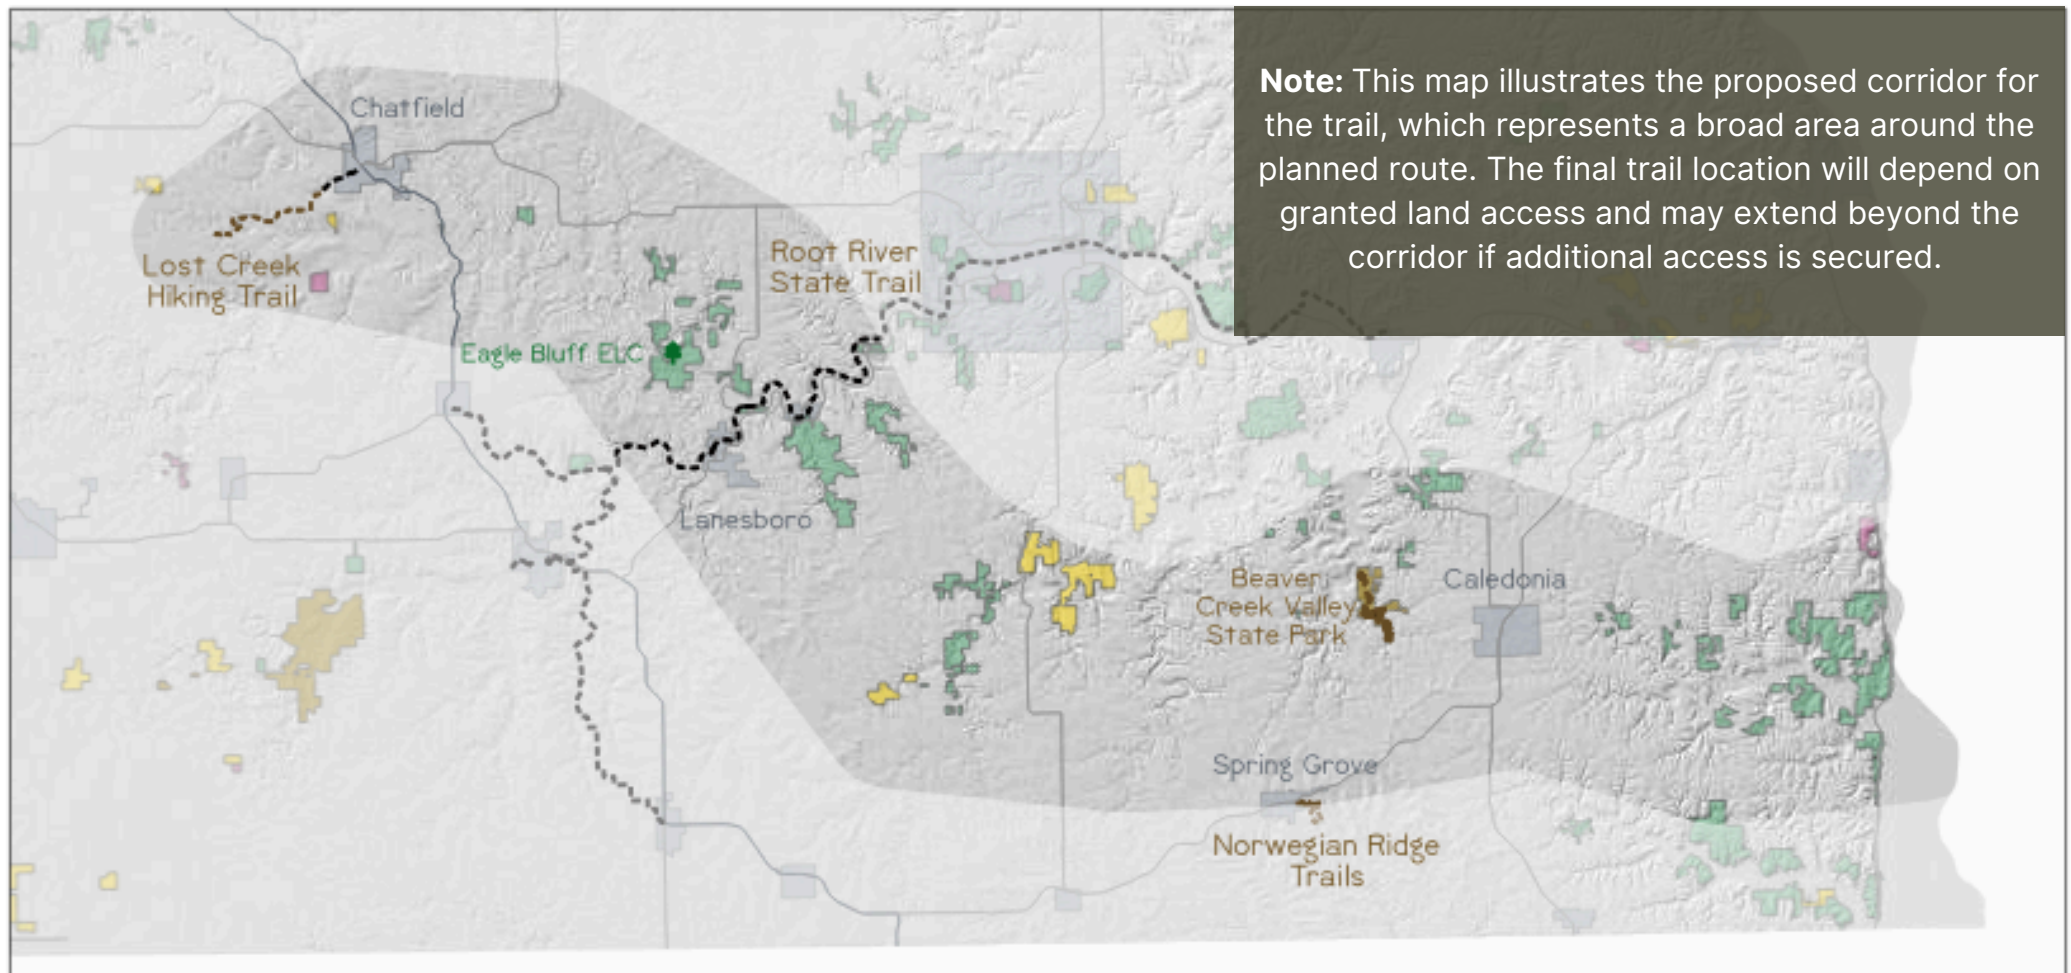 Note: This map illustrates the proposed corridor for
the trail, which represents a broad area around the
planned route. The final trail location will depend on
granted land access and may extend beyond the
corridor if additional access is secured.
Chatfield
Lost Creek
Hiking Trail
Root River
State Trail
Eagle Bluff ELC
Lanesboro
Beaver
Creek Valley
State Park
Caledonia
Spring Grove
Norwegian Ridge
Trails